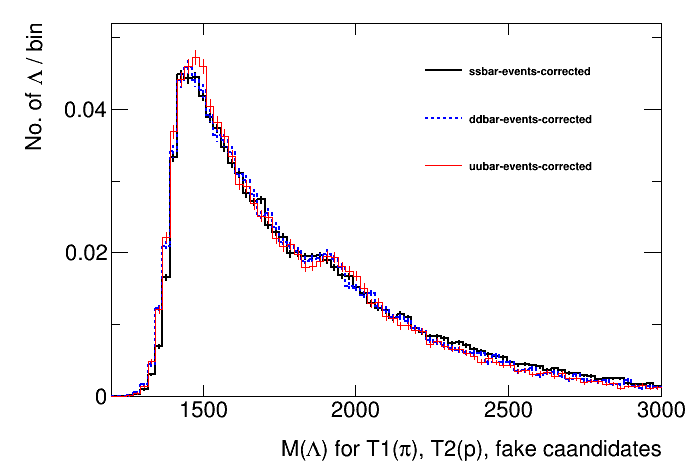 No. of Λ / bin
0.04
0.02
0
ssbar-events-corrected
ddbar-events-corrected
uubar-events-corrected
1500 2000 2500 3000
M(Λ) for T1(π), T2(p), fake caandidates